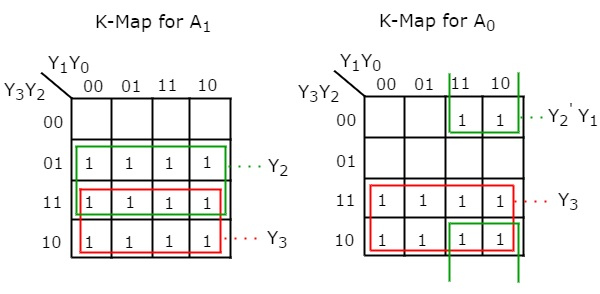 K-Map for A₁
Y₁Y₀
Y₃Y₂ 00 01 11 10
00
01 1 1 1 1 Y₂
11 1 1 1 1
10 1 1 1 1 Y₃
K-Map for A₀
Y₁Y₀
Y₃Y₂ 00 01 11 10
00 1 1 Y₂'Y₁
01
11 1 1 1 1 Y₃
10 1 1 1 1